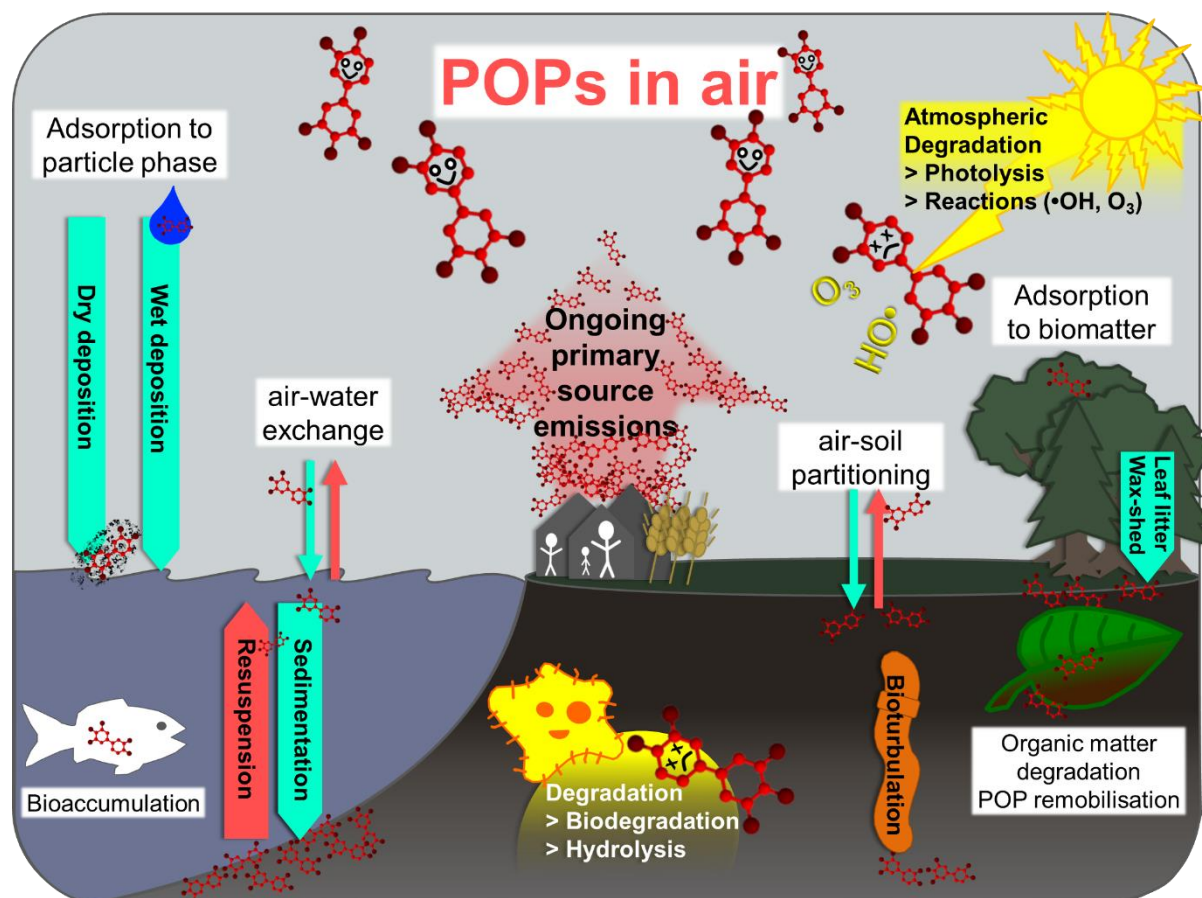 POPs in air
Adsorption to
particle phase
Dry deposition
Wet deposition
air-water
exchange
Ongoing
primary
source
emissions
Atmospheric
Degradation
> Photolysis
> Reactions (•OH, O₃)
O₃
HO•
Adsorption
to biomatter
air-soil
partitioning
Leaf litter
Wax-shed
Resuspension
Sedimentation
Bioaccumulation
Degradation
> Biodegradation
> Hydrolysis
Bioturbulation
Organic matter
degradation
POP remobilisation